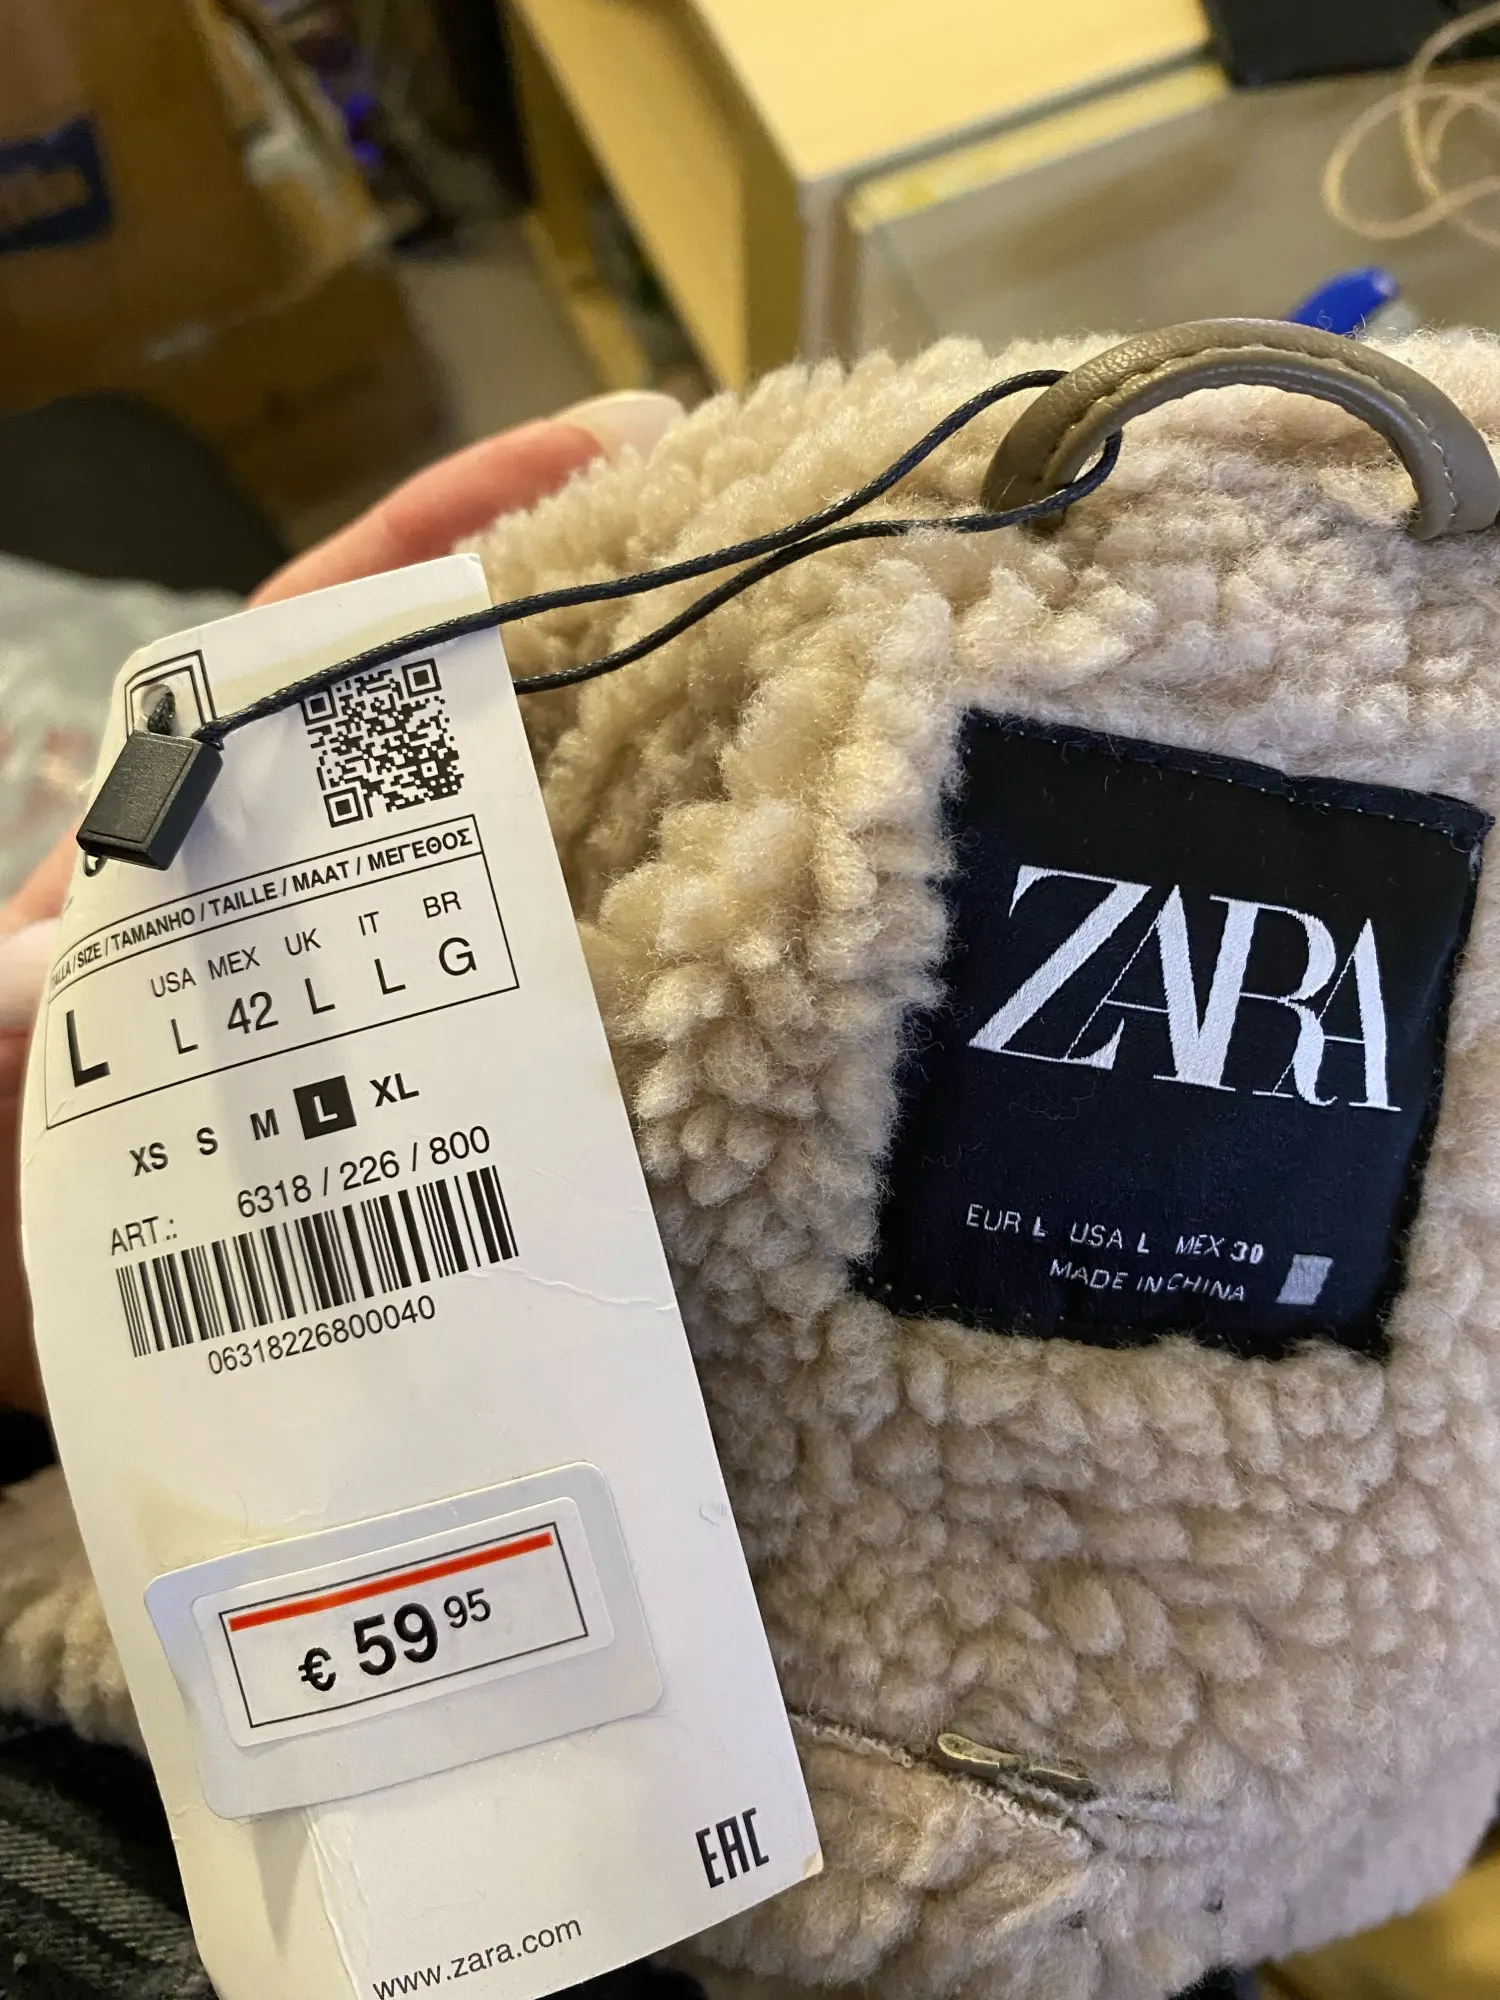 TALLA / SIZE / TAMANHO / TAILLE / MAAT / ΜΕΓΕΘΟΣ
USA MEX UK IT BR
L L 42 L L G
XS S M L XL
ART.: 6318 / 226 / 800
06318226800040
€ 59 95
EAC
www.zara.com
ZARA
EUR L USA L MEX 30
MADE IN CHINA